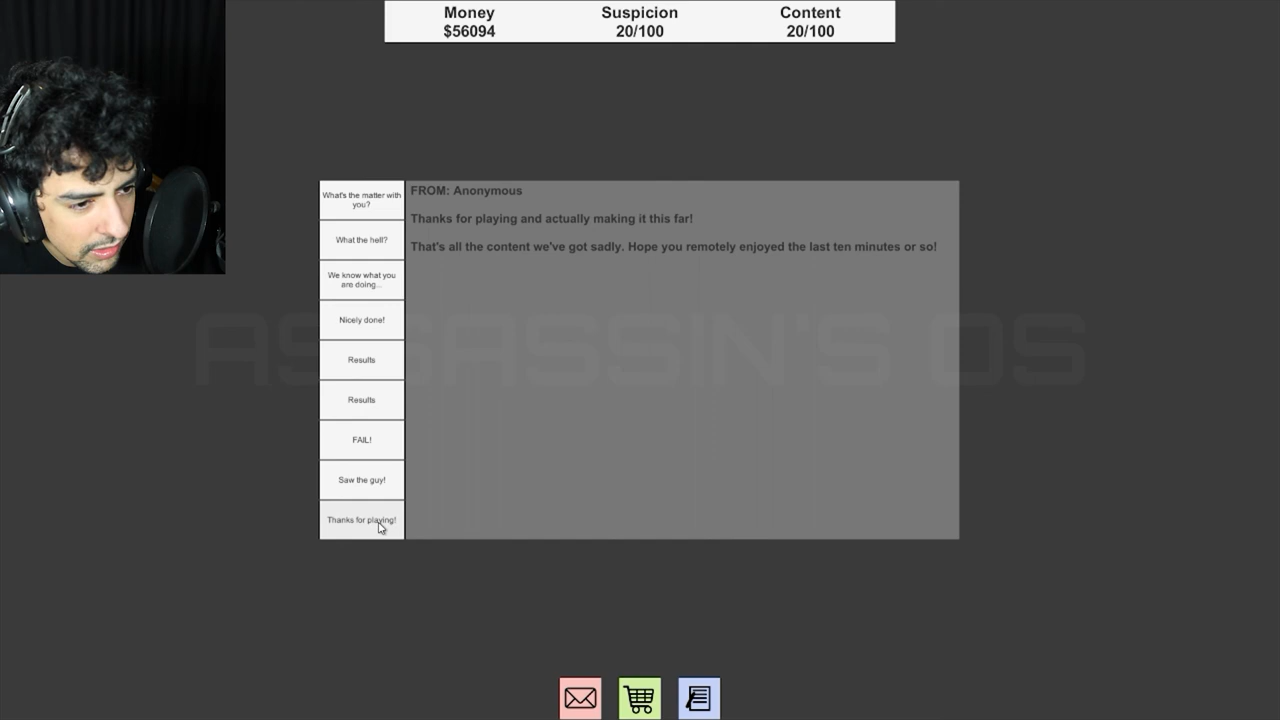 Money
$56094
Suspicion
20/100
Content
20/100
What's the matter with
you?
What the hell?
We know what you
are doing...
Nicely done!
Results
Results
FAIL!
Saw the guy!
Thanks for playing!
FROM: Anonymous
Thanks for playing and actually making it this far!
That's all the content we've got sadly. Hope you remotely enjoyed the last ten minutes or so!
ASSASSIN'S OS